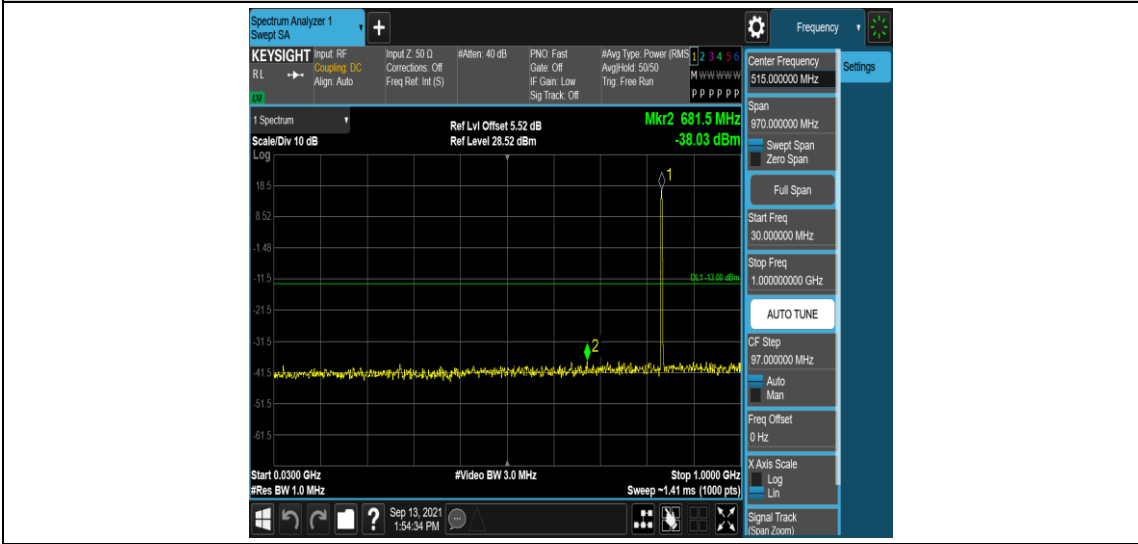 Spectrum Analyzer 1
Swept SA
Frequency
KEYSIGHT
RL
LM
Input: RF
Coupling: DC
Align: Auto
Input Z: 50 Ω
Corrections: Off
Freq Ref: Int (S)
#Atten: 40 dB
PNO: Fast
Gate: Off
IF Gain: Low
Sig Track: Off
#Avg Type: Power (RMS
Avg|Hold: 50/50
Trig: Free Run
1 2 3 4 5 6
M W W W W W
P P P P P P
1 Spectrum
Scale/Div 10 dB
Log
Ref Lvl Offset 5.52 dB
Ref Level 28.52 dBm
Mkr2 681.5 MHz
-38.03 dBm
1
18.5
8.52
-1.48
-11.5
DL1 -13.00 dBm
-21.5
-31.5
2
-41.5
-51.5
-61.5
Start 0.0300 GHz
#Res BW 1.0 MHz
#Video BW 3.0 MHz
Stop 1.0000 GHz
Sweep ~1.41 ms (1000 pts)
?
Sep 13, 2021
1:54:34 PM
Center Frequency
515.000000 MHz
Settings
Span
970.000000 MHz
Swept Span
Zero Span
Full Span
Start Freq
30.000000 MHz
Stop Freq
1.000000000 GHz
AUTO TUNE
CF Step
97.000000 MHz
Auto
Man
Freq Offset
0 Hz
X Axis Scale
Log
Lin
Signal Track
(Span Zoom)